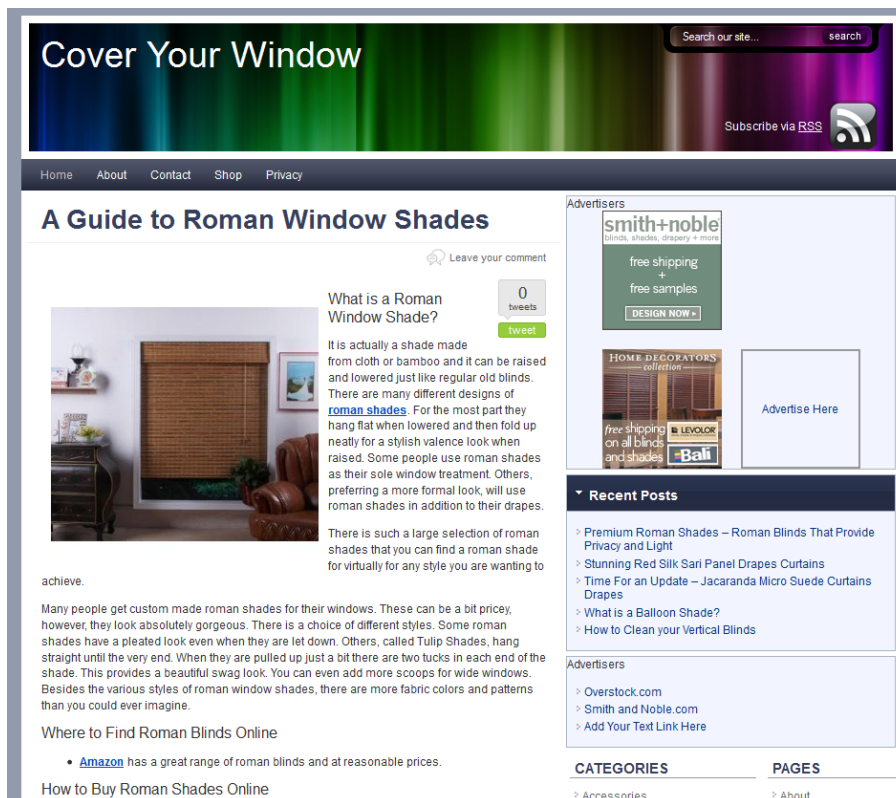 Cover Your Window
Search our site...
search
Subscribe via RSS
Home
About
Contact
Shop
Privacy
A Guide to Roman Window Shades
Leave your comment
0
tweets
tweet
What is a Roman
Window Shade?
It is actually a shade made
from cloth or bamboo and it can be raised
and lowered just like regular old blinds.
There are many different designs of
roman shades. For the most part they
hang flat when lowered and then fold up
neatly for a stylish valence look when
raised. Some people use roman shades
as their sole window treatment. Others,
preferring a more formal look, will use
roman shades in addition to their drapes.
There is such a large selection of roman
shades that you can find a roman shade
for virtually for any style you are wanting to
achieve.
Many people get custom made roman shades for their windows. These can be a bit pricey,
however, they look absolutely gorgeous. There is a choice of different styles. Some roman
shades have a pleated look even when they are let down. Others, called Tulip Shades, hang
straight until the very end. When they are pulled up just a bit there are two tucks in each end of the
shade. This provides a beautiful swag look. You can even add more scoops for wide windows.
Besides the various styles of roman window shades, there are more fabric colors and patterns
than you could ever imagine.
Where to Find Roman Blinds Online
Amazon has a great range of roman blinds and at reasonable prices.
How to Buy Roman Shades Online
Advertisers
smith+noble
blinds, shades, drapery + more
free shipping
+
free samples
DESIGN NOW
HOME DECORATORS
collection
free shipping
on all blinds
and shades
LEVOLOR
Bali
Advertise Here
Recent Posts
Premium Roman Shades – Roman Blinds That Provide
Privacy and Light
Stunning Red Silk Sari Panel Drapes Curtains
Time For an Update – Jacaranda Micro Suede Curtains
Drapes
What is a Balloon Shade?
How to Clean your Vertical Blinds
Advertisers
Overstock.com
Smith and Noble.com
Add Your Text Link Here
CATEGORIES
Accessories
PAGES
About